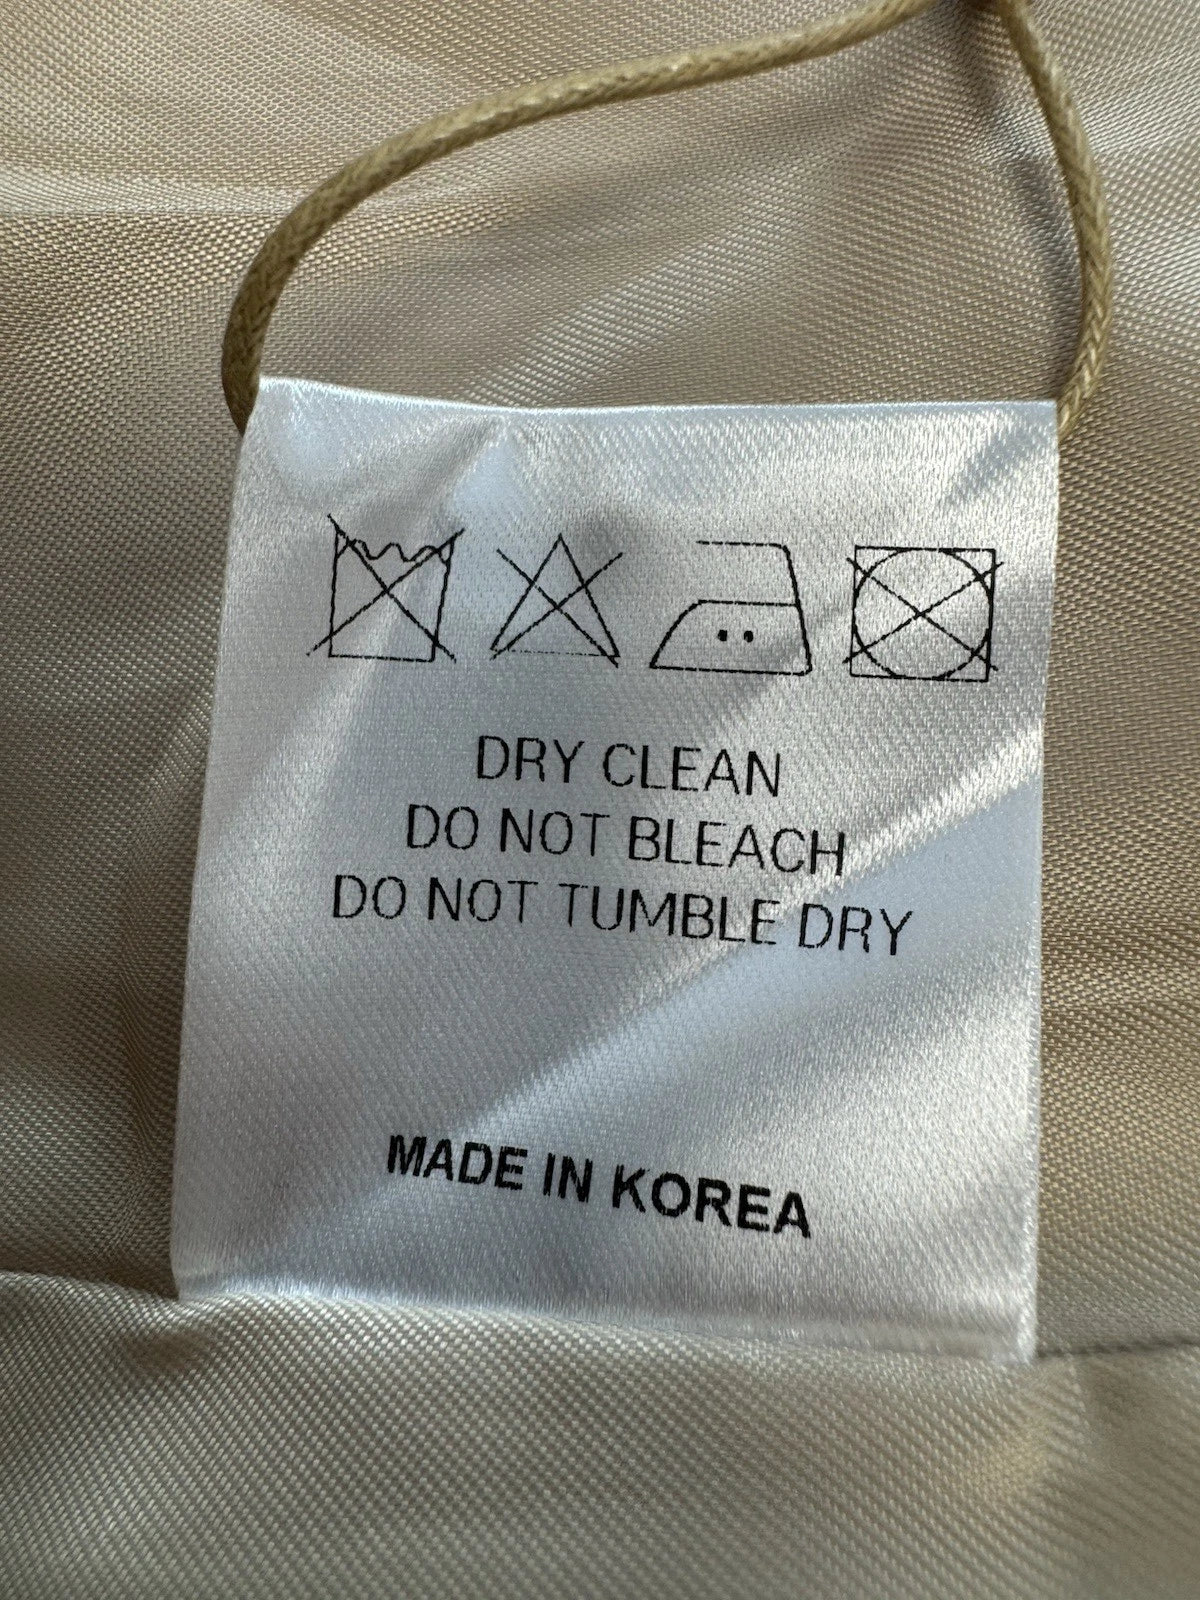 DRY CLEAN
DO NOT BLEACH
DO NOT TUMBLE DRY
MADE IN KOREA